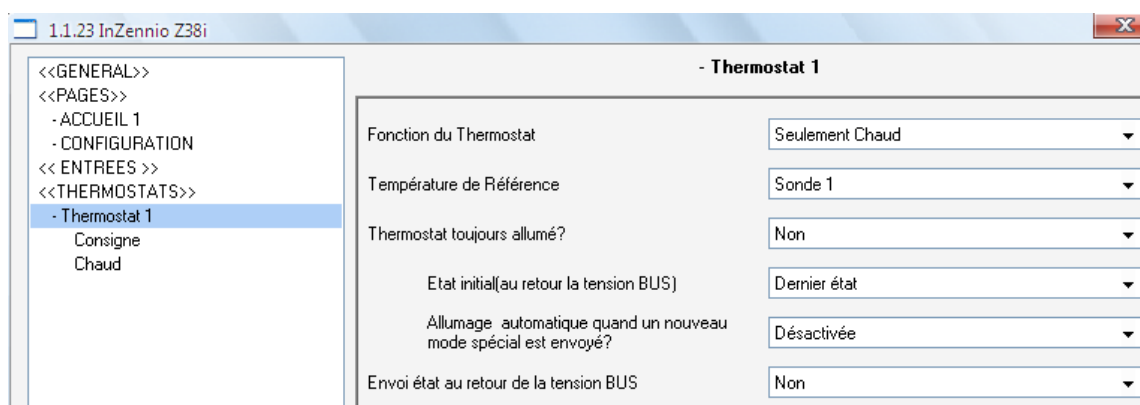 1.1.23 InZennio Z38i
<<GENERAL>>
<<PAGES>>
- ACCUEIL 1
- CONFIGURATION
<< ENTREES >>
<<THERMOSTATS>>
- Thermostat 1
Consigne
Chaud
- Thermostat 1
Fonction du Thermostat
Seulement Chaud
Température de Référence
Sonde 1
Thermostat toujours allumé?
Non
Etat initial(au retour la tension BUS)
Dernier état
Allumage automatique quand un nouveau
mode spécial est envoyé?
Désactivée
Envoi état au retour de la tension BUS
Non